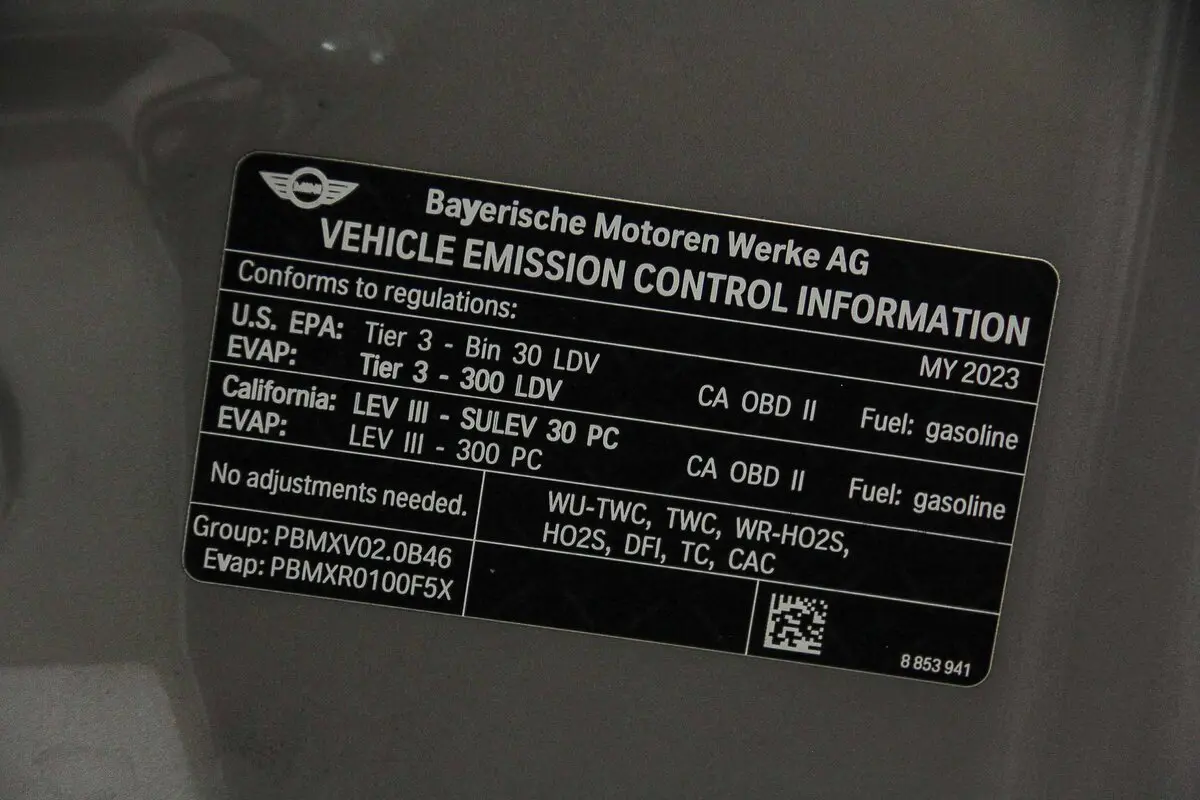 MINI
Bayerische Motoren Werke AG
VEHICLE EMISSION CONTROL INFORMATION
Conforms to regulations:
MY 2023
U.S. EPA: Tier 3 - Bin 30 LDV
EVAP: Tier 3 - 300 LDV
CA OBD II Fuel: gasoline
California: LEV III - SULEV 30 PC
EVAP: LEV III - 300 PC
CA OBD II Fuel: gasoline
No adjustments needed.
WU-TWC, TWC, WR-HO2S,
HO2S, DFI, TC, CAC
Group: PBMXV02.0B46
Evap: PBMXR0100F5X
8 853 941